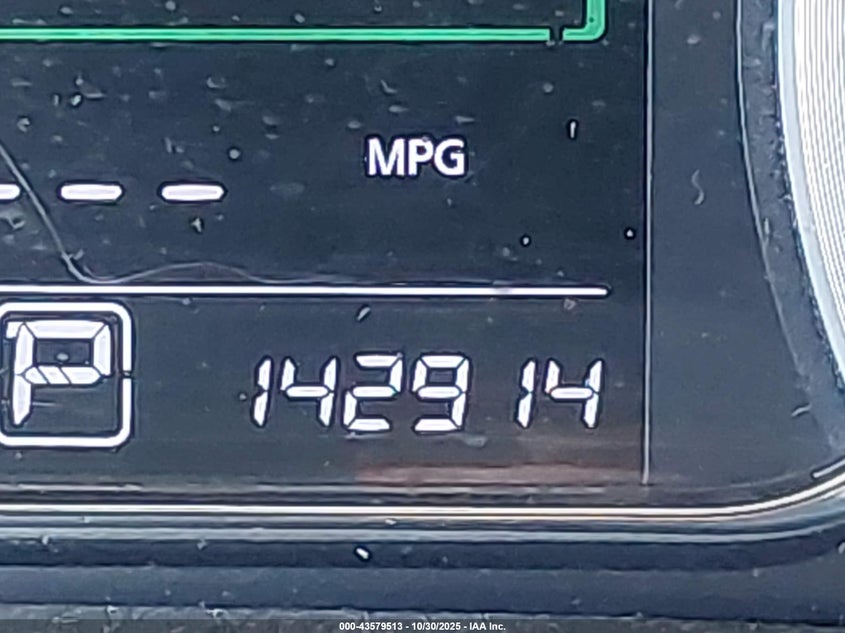 MPG
- - -
P 142914
000-43579513 - 10/30/2025 - IAA Inc.